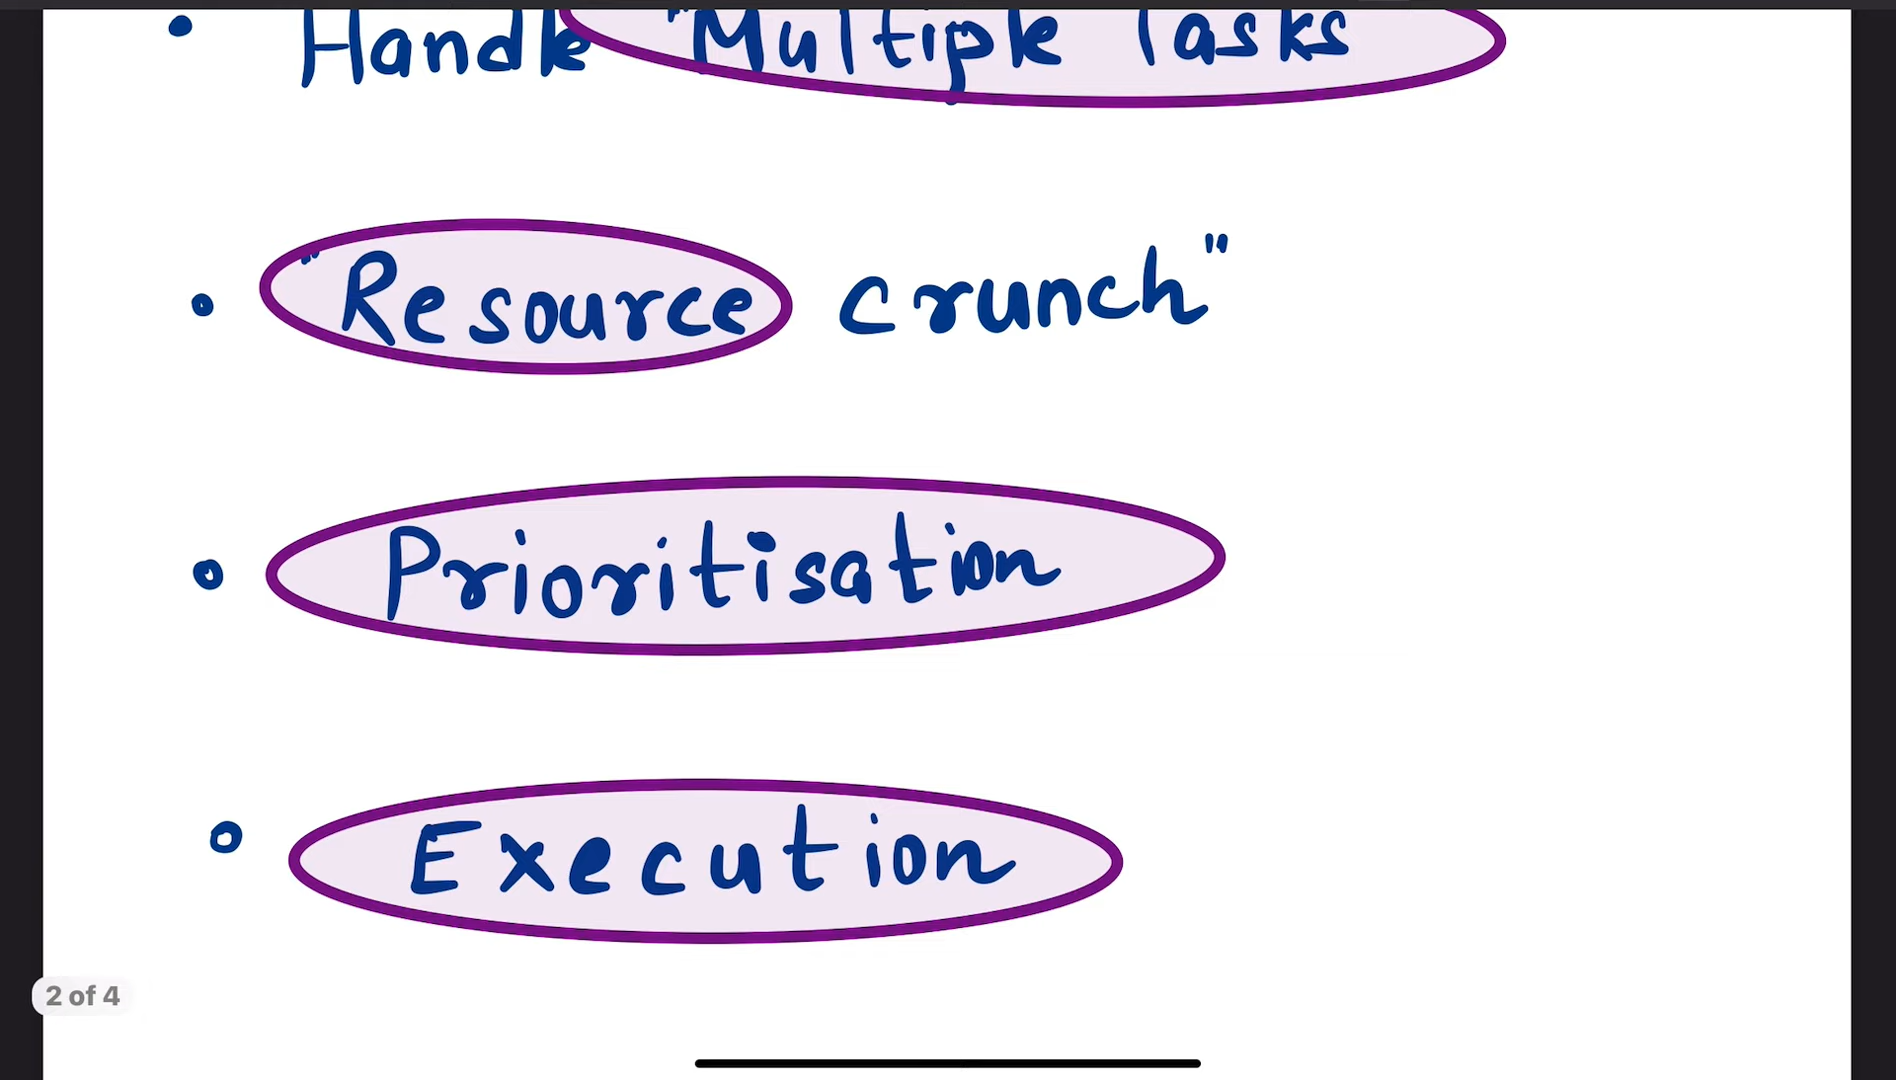 • Handle "Multiple Tasks
• "Resource crunch"
• Prioritisation
• Execution
2 of 4